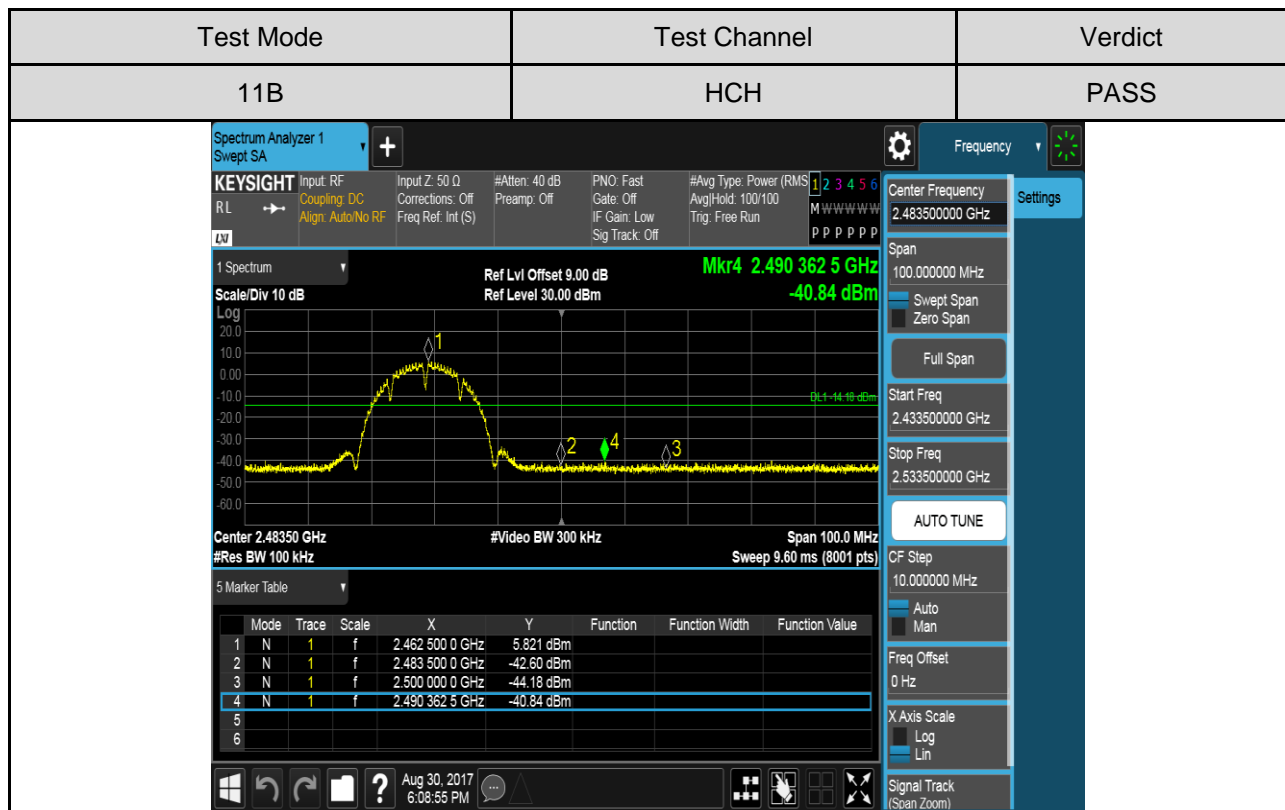 Test Mode Test Channel Verdict
11B HCH PASS
Spectrum Analyzer 1
Swept SA
+
Frequency
KEYSIGHT
RL
LXI
Input: RF
Coupling: DC
Align: Auto/No RF
Input Z: 50 Ω
Corrections: Off
Freq Ref: Int (S)
#Atten: 40 dB
Preamp: Off
PNO: Fast
Gate: Off
IF Gain: Low
Sig Track: Off
#Avg Type: Power (RMS
Avg|Hold: 100/100
Trig: Free Run
1 2 3 4 5 6
M W W W W W
P P P P P P
1 Spectrum
Scale/Div 10 dB
Ref Lvl Offset 9.00 dB
Ref Level 30.00 dBm
Mkr4 2.490 362 5 GHz
-40.84 dBm
Log
20.0
10.0
0.00
-10.0
-20.0
-30.0
-40.0
-50.0
-60.0
1
2
4
3
DL1 -14.18 dBm
Center 2.48350 GHz #Video BW 300 kHz Span 100.0 MHz
#Res BW 100 kHz Sweep 9.60 ms (8001 pts)
5 Marker Table
Mode Trace Scale X Y Function Function Width Function Value
1 N 1 f 2.462 500 0 GHz 5.821 dBm
2 N 1 f 2.483 500 0 GHz -42.60 dBm
3 N 1 f 2.500 000 0 GHz -44.18 dBm
4 N 1 f 2.490 362 5 GHz -40.84 dBm
5
6
?
Aug 30, 2017
6:08:55 PM
Center Frequency
2.483500000 GHz
Settings
Span
100.000000 MHz
Swept Span
Zero Span
Full Span
Start Freq
2.433500000 GHz
Stop Freq
2.533500000 GHz
AUTO TUNE
CF Step
10.000000 MHz
Auto
Man
Freq Offset
0 Hz
X Axis Scale
Log
Lin
Signal Track
(Span Zoom)